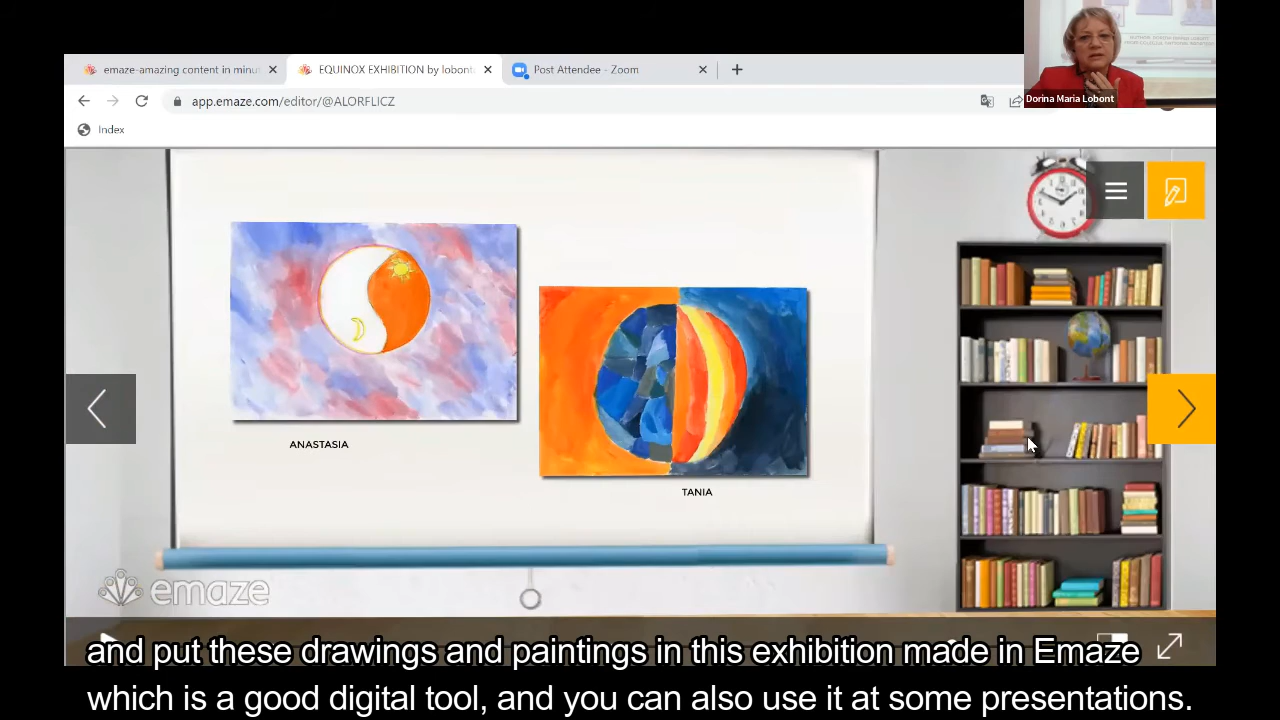 emaze-amazing content in minut
EQUINOX EXHIBITION by lobont
Post Attendee - Zoom
app.emaze.com/editor/@ALORFLICZ
Index
Dorina Maria Lobont
ANASTASIA
TANIA
emaze
and put these drawings and paintings in this exhibition made in Emaze
which is a good digital tool, and you can also use it at some presentations.